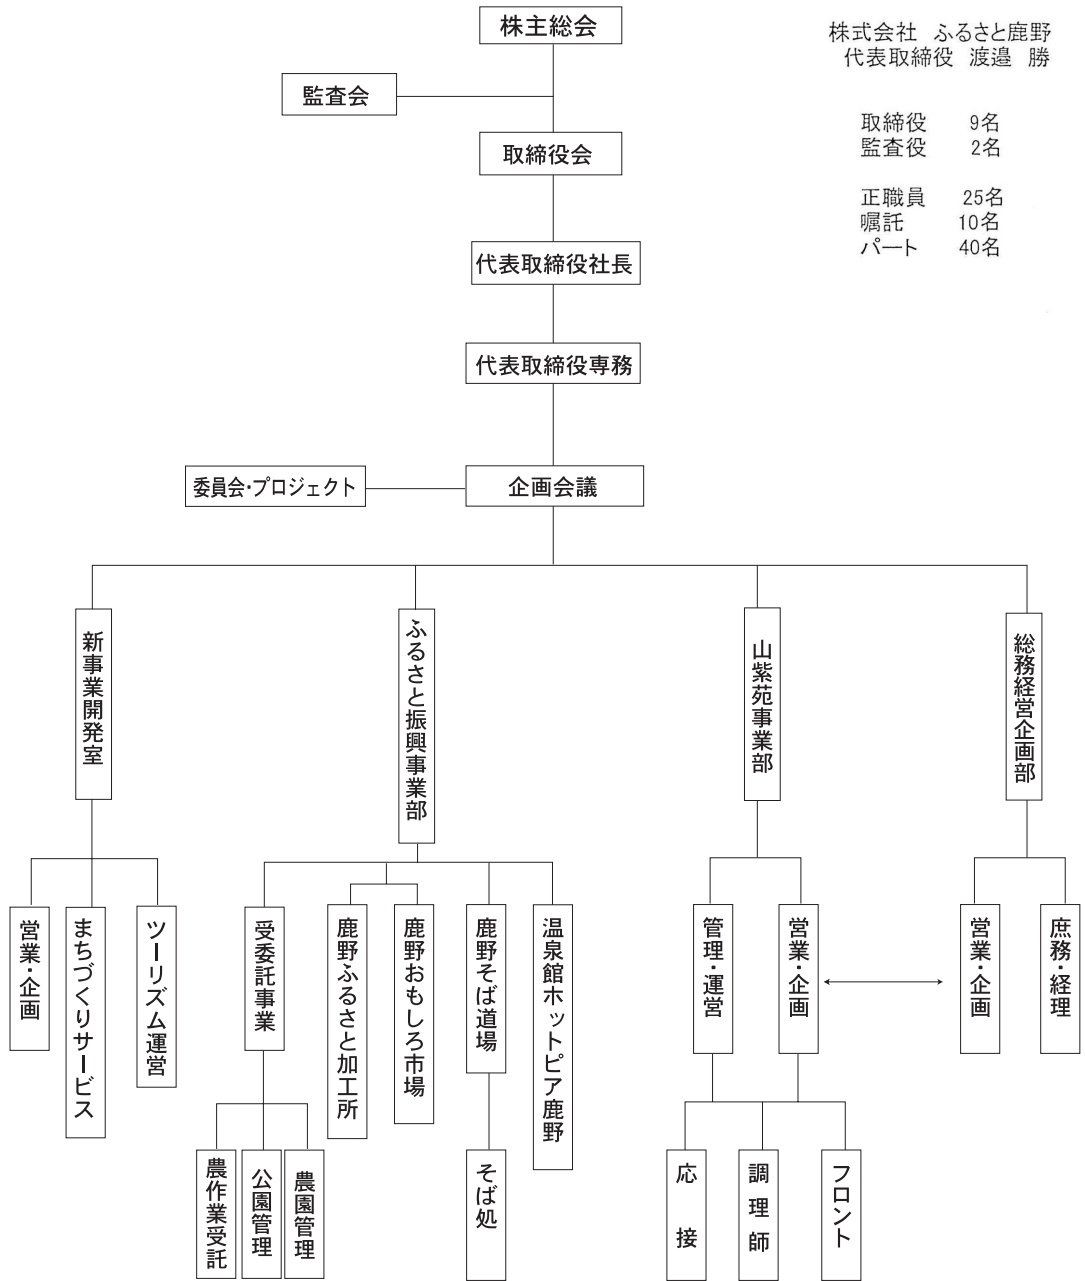 株主総会
株式会社 ふるさと鹿野
代表取締役 渡邉 勝
監査会
取締役 9名
監査役 2名
取締役会
正職員 25名
嘱託 10名
パート 40名
代表取締役社長
代表取締役専務
委員会・プロジェクト
企画会議
新事業開発室
ふるさと振興事業部
山紫苑事業部
総務経営企画部
営業・企画
まちづくりサービス
ツーリズム運営
受委託事業
鹿野ふるさと加工所
鹿野おもしろ市場
鹿野そば道場
温泉館ホットピア鹿野
管理・運営
営業・企画
営業・企画
庶務・経理
農作業受託
公園管理
農園管理
そば処
応接
調理師
フロント